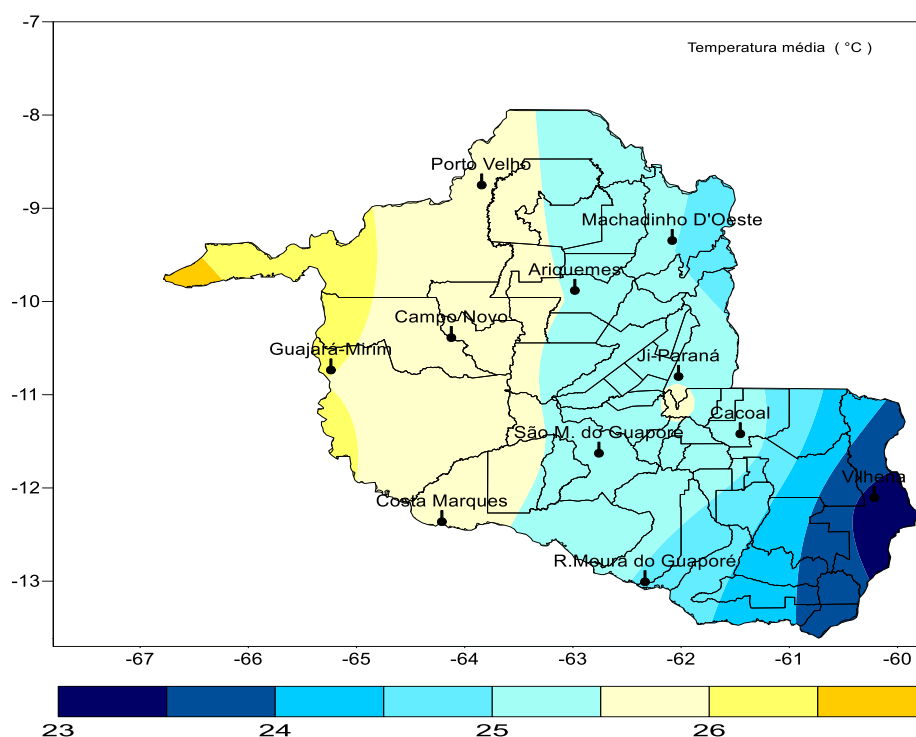 -7
Temperatura média ( °C )
-8
Porto Velho
-9
Machadinho D'Oeste
Ariquemes
-10
Campo Novo
Guajará-Mirim
Ji-Paraná
-11
Cacoal
São M. do Guaporé
-12
Vilhena
Costa Marques
R.Moura do Guaporé
-13
-67 -66 -65 -64 -63 -62 -61 -60
23 24 25 26